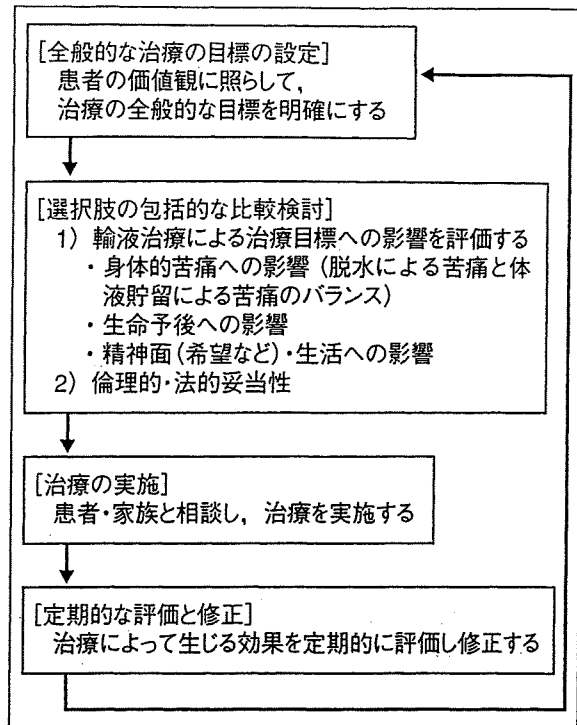 [全般的な治療の目標の設定]
患者の価値観に照らして,
治療の全般的な目標を明確にする
[選択肢の包括的な比較検討]
1) 輸液治療による治療目標への影響を評価する
・身体的苦痛への影響 (脱水による苦痛と体
液貯留による苦痛のバランス)
・生命予後への影響
・精神面(希望など)・生活への影響
2) 倫理的・法的妥当性
[治療の実施]
患者・家族と相談し, 治療を実施する
[定期的な評価と修正]
治療によって生じる効果を定期的に評価し修正する